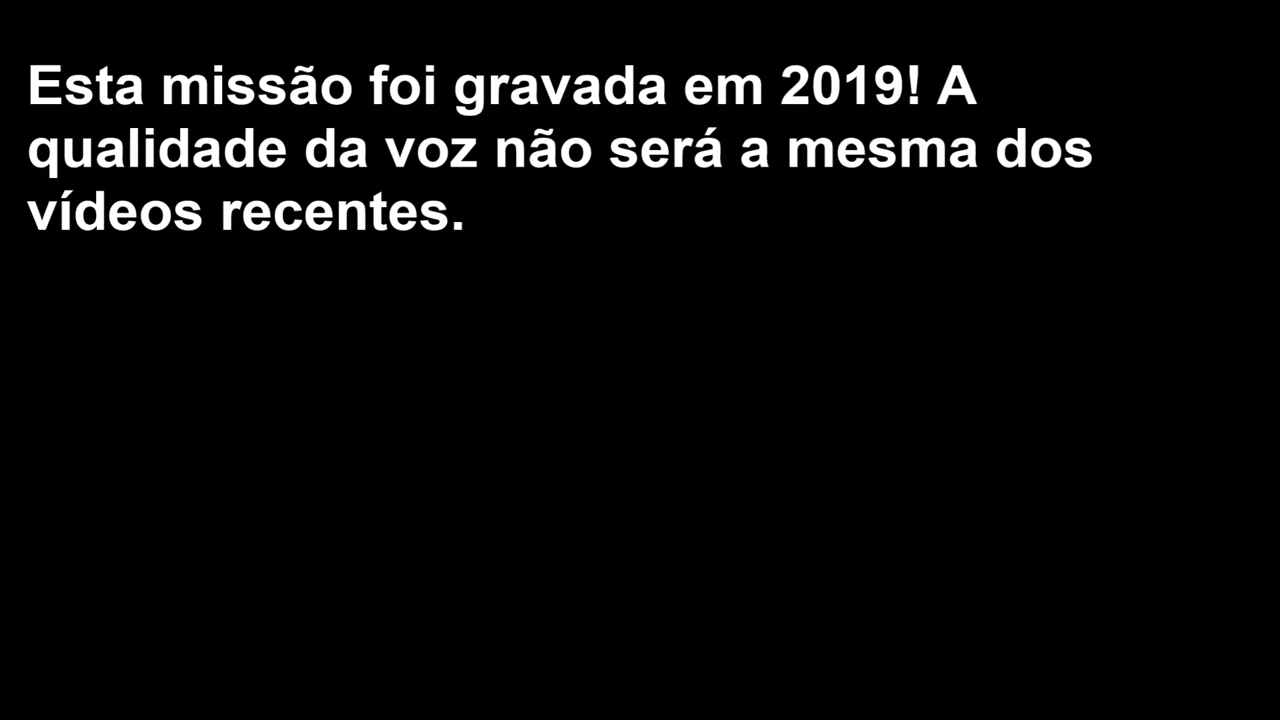 Esta missão foi gravada em 2019! A
qualidade da voz não será a mesma dos
vídeos recentes.